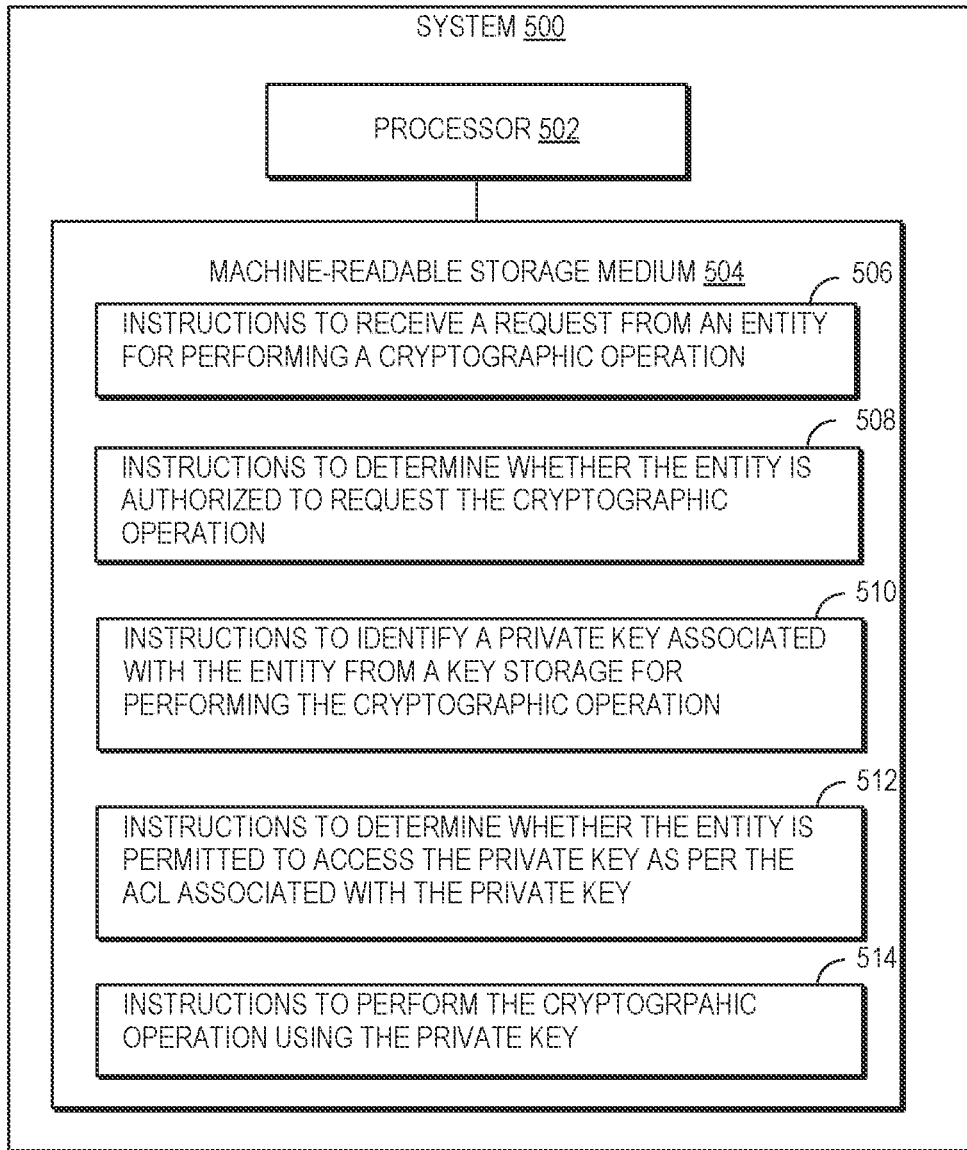 SYSTEM 500
PROCESSOR 502
MACHINE-READABLE STORAGE MEDIUM 504
506
INSTRUCTIONS TO RECEIVE A REQUEST FROM AN ENTITY
FOR PERFORMING A CRYPTOGRAPHIC OPERATION
508
INSTRUCTIONS TO DETERMINE WHETHER THE ENTITY IS
AUTHORIZED TO REQUEST THE CRYPTOGRAPHIC
OPERATION
510
INSTRUCTIONS TO IDENTIFY A PRIVATE KEY ASSOCIATED
WITH THE ENTITY FROM A KEY STORAGE FOR
PERFORMING THE CRYPTOGRAPHIC OPERATION
512
INSTRUCTIONS TO DETERMINE WHETHER THE ENTITY IS
PERMITTED TO ACCESS THE PRIVATE KEY AS PER THE
ACL ASSOCIATED WITH THE PRIVATE KEY
514
INSTRUCTIONS TO PERFORM THE CRYPTOGRPAHIC
OPERATION USING THE PRIVATE KEY